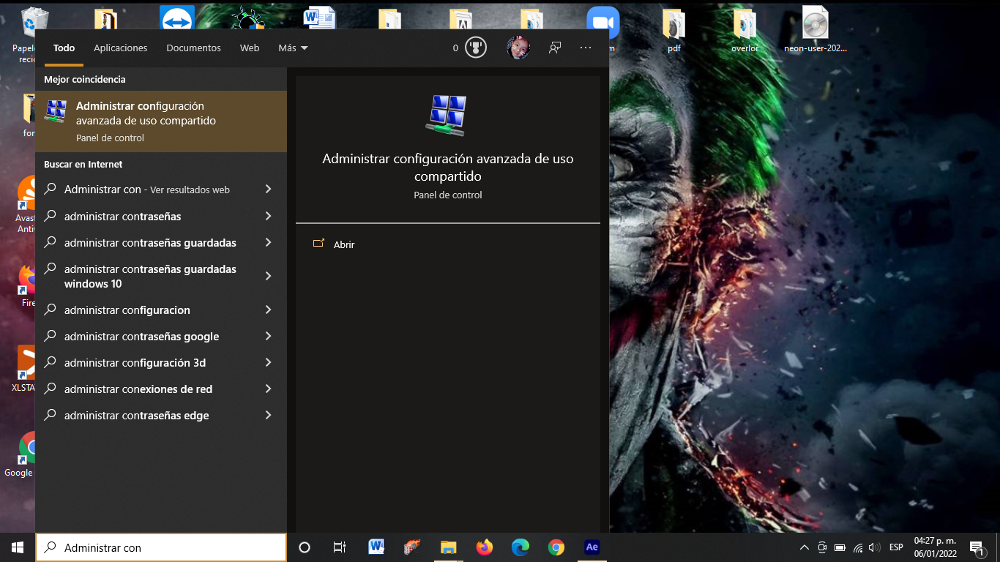 Papel
recic
m
pdf
overlor
neon-user-202...
for
Avast
Antiv
Fire
XLSTA
Google
Todo
Aplicaciones
Documentos
Web
Más
0
Mejor coincidencia
Administrar configuración
avanzada de uso compartido
Panel de control
Buscar en Internet
Administrar con - Ver resultados web
administrar contraseñas
administrar contraseñas guardadas
administrar contraseñas guardadas
windows 10
administrar configuracion
administrar contraseñas google
administrar configuración 3d
administrar conexiones de red
administrar contraseñas edge
Administrar configuración avanzada de uso
compartido
Panel de control
Abrir
Administrar con
W
Ae
ESP
04:27 p. m.
06/01/2022
1